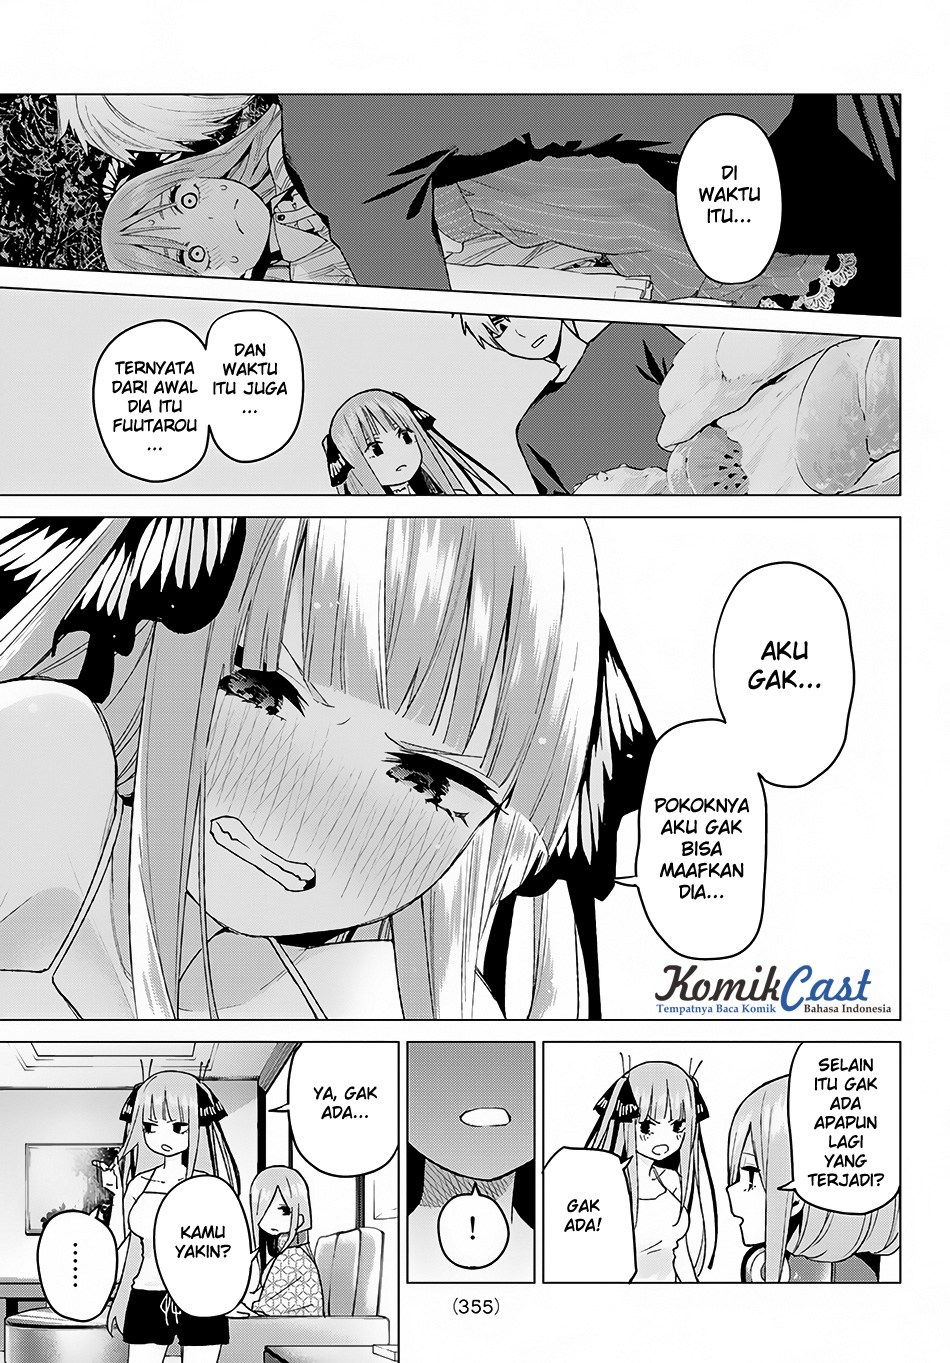 DI
WAKTU
ITU...
DAN
WAKTU
ITU JUGA
...
TERNYATA
DARI AWAL
DIA ITU
FUUTAROU
...
AKU
GAK...
POKOKNYA
AKU GAK
BISA
MAAFKAN
DIA...
KomikCast
Tempatnya Baca Komik Bahasa Indonesia
SELAIN
ITU GAK
ADA
APAPUN
LAGI
YANG
TERJADI?
GAK
ADA!
!
YA, GAK
ADA...
KAMU
YAKIN?
......
(355)